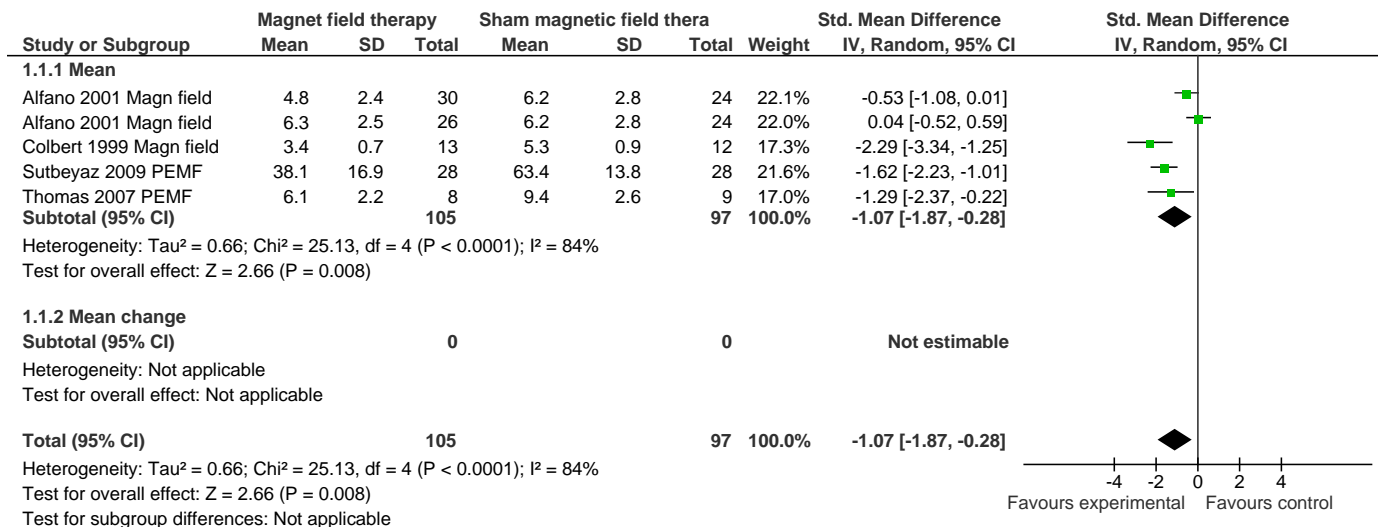 Magnet field therapy Sham magnetic field thera Std. Mean Difference Std. Mean Difference
Study or Subgroup Mean SD Total Mean SD Total Weight IV, Random, 95% CI IV, Random, 95% CI
1.1.1 Mean
Alfano 2001 Magn field 4.8 2.4 30 6.2 2.8 24 22.1% -0.53 [-1.08, 0.01]
Alfano 2001 Magn field 6.3 2.5 26 6.2 2.8 24 22.0% 0.04 [-0.52, 0.59]
Colbert 1999 Magn field 3.4 0.7 13 5.3 0.9 12 17.3% -2.29 [-3.34, -1.25]
Sutbeyaz 2009 PEMF 38.1 16.9 28 63.4 13.8 28 21.6% -1.62 [-2.23, -1.01]
Thomas 2007 PEMF 6.1 2.2 8 9.4 2.6 9 17.0% -1.29 [-2.37, -0.22]
Subtotal (95% CI) 105 97 100.0% -1.07 [-1.87, -0.28]
Heterogeneity: Tau² = 0.66; Chi² = 25.13, df = 4 (P < 0.0001); I² = 84%
Test for overall effect: Z = 2.66 (P = 0.008)
1.1.2 Mean change
Subtotal (95% CI) 0 0 Not estimable
Heterogeneity: Not applicable
Test for overall effect: Not applicable
Total (95% CI) 105 97 100.0% -1.07 [-1.87, -0.28]
Heterogeneity: Tau² = 0.66; Chi² = 25.13, df = 4 (P < 0.0001); I² = 84%
Test for overall effect: Z = 2.66 (P = 0.008)
Test for subgroup differences: Not applicable
-4 -2 0 2 4
Favours experimental Favours control